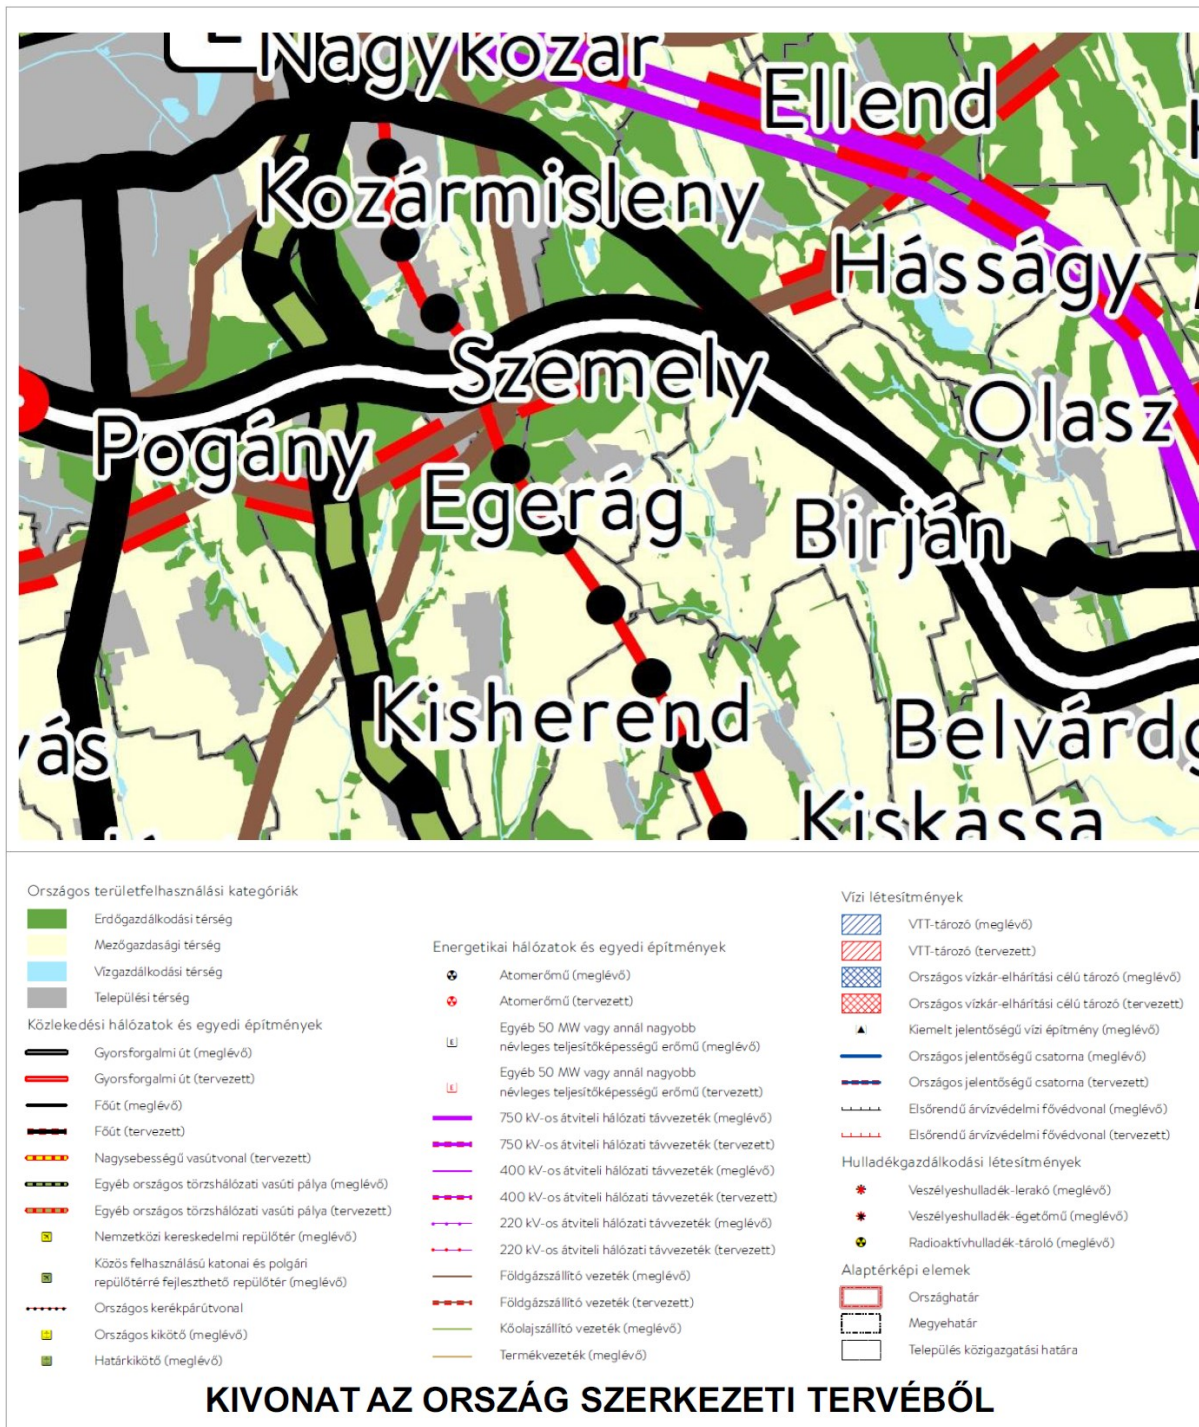 Nagykozár
Ellend
Kozármisleny
Hásságy
Szemely
Olasz
Pogány
Egerág
Birján
Kisherend
Belvárdg
vás
Kiskassa
Országos területfelhasználási kategóriák
Erdőgazdálkodási térség
Mezőgazdasági térség
Vízgazdálkodási térség
Települési térség
Közlekedési hálózatok és egyedi építmények
Gyorsforgalmi út (meglévő)
Gyorsforgalmi út (tervezett)
Főút (meglévő)
Főút (tervezett)
Nagysebességű vasútvonal (tervezett)
Egyéb országos törzshálózati vasúti pálya (meglévő)
Egyéb országos törzshálózati vasúti pálya (tervezett)
Nemzetközi kereskedelmi repülőtér (meglévő)
Közös felhasználású katonai és polgári
repülőtérré fejleszthető repülőtér (meglévő)
Országos kerékpárútvonal
Országos kikötő (meglévő)
Határkikötő (meglévő)
Energetikai hálózatok és egyedi építmények
Atomerőmű (meglévő)
Atomerőmű (tervezett)
Egyéb 50 MW vagy annál nagyobb
névleges teljesítőképességű erőmű (meglévő)
Egyéb 50 MW vagy annál nagyobb
névleges teljesítőképességű erőmű (tervezett)
750 kV-os átviteli hálózati távvezeték (meglévő)
750 kV-os átviteli hálózati távvezeték (tervezett)
400 kV-os átviteli hálózati távvezeték (meglévő)
400 kV-os átviteli hálózati távvezeték (tervezett)
220 kV-os átviteli hálózati távvezeték (meglévő)
220 kV-os átviteli hálózati távvezeték (tervezett)
Földgázszállító vezeték (meglévő)
Földgázszállító vezeték (tervezett)
Kőolajszállító vezeték (meglévő)
Termékvezeték (meglévő)
Vízi létesítmények
VTT-tározó (meglévő)
VTT-tározó (tervezett)
Országos vízkár-elhárítási célú tározó (meglévő)
Országos vízkár-elhárítási célú tározó (tervezett)
Kiemelt jelentőségű vízi építmény (meglévő)
Országos jelentőségű csatorna (meglévő)
Országos jelentőségű csatorna (tervezett)
Elsőrendű árvízvédelmi fővédvonal (meglévő)
Elsőrendű árvízvédelmi fővédvonal (tervezett)
Hulladékgazdálkodási létesítmények
Veszélyeshulladék-lerakó (meglévő)
Veszélyeshulladék-égetőmű (meglévő)
Radioaktívhulladék-tároló (meglévő)
Alaptérképi elemek
Országhatár
Megyehatár
Település közigazgatási határa
KIVONAT AZ ORSZÁG SZERKEZETI TERVÉBŐL